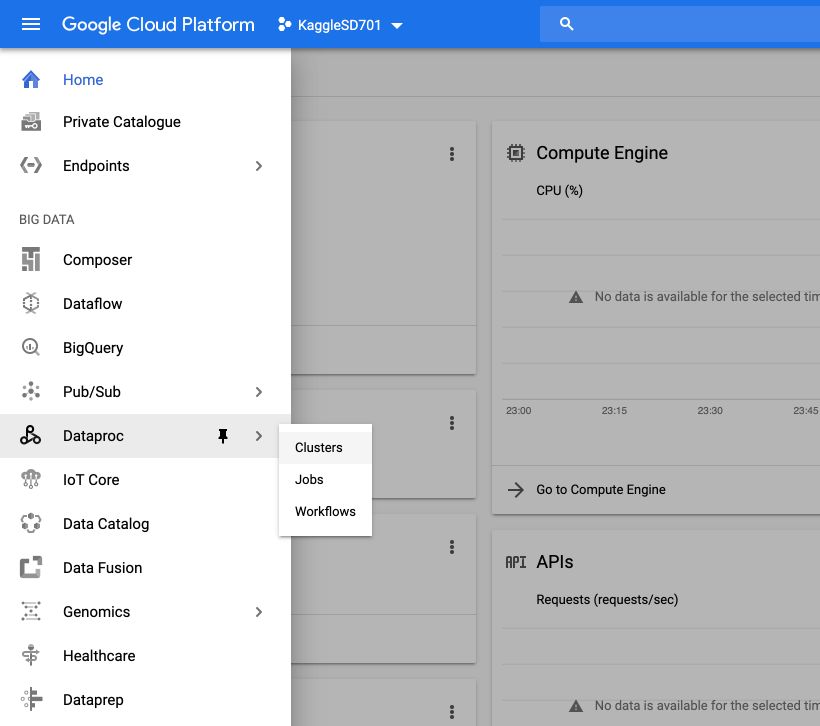 Google Cloud Platform
KaggleSD701
Home
Private Catalogue
Endpoints
BIG DATA
Composer
Dataflow
BigQuery
Pub/Sub
Dataproc
IoT Core
Data Catalog
Data Fusion
Genomics
Healthcare
Dataprep
Clusters
Jobs
Workflows
Compute Engine
CPU (%)
No data is available for the selected tim
23:00 23:15 23:30 23:45
Go to Compute Engine
API APIs
Requests (requests/sec)
No data is available for the selected tim